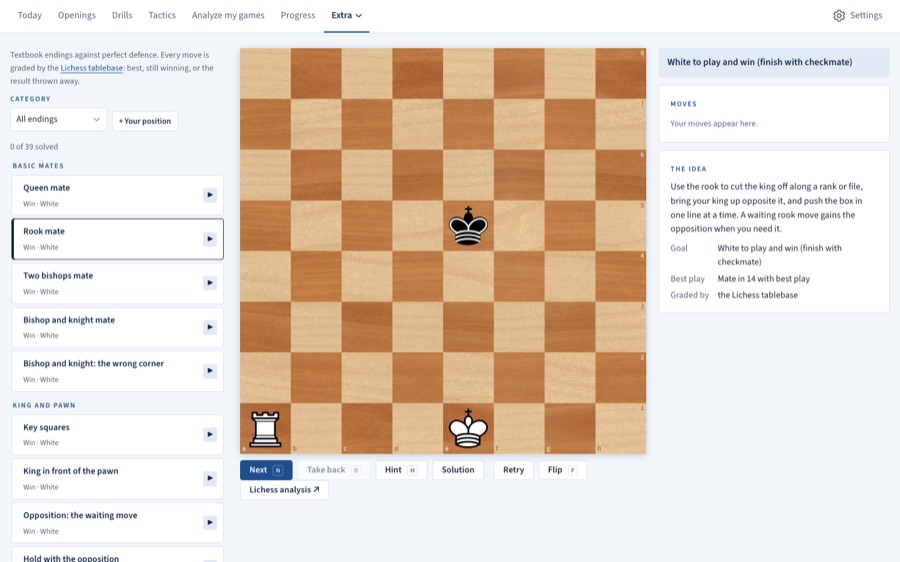 Today Openings Drills Tactics Analyze my games Progress Extra Settings
Textbook endings against perfect defence. Every move is
graded by the Lichess tablebase: best, still winning, or the
result thrown away.
CATEGORY
All endings + Your position
0 of 39 solved
BASIC MATES
Queen mate
Win · White
Rook mate
Win · White
Two bishops mate
Win · White
Bishop and knight mate
Win · White
Bishop and knight: the wrong corner
Win · White
KING AND PAWN
Key squares
Win · White
King in front of the pawn
Win · White
Opposition: the waiting move
Win · White
Hold with the opposition
8
7
6
5
4
3
2
1
a b c d e f g h
Next N Take back B Hint H Solution Retry Flip F
Lichess analysis ↗
White to play and win (finish with checkmate)
MOVES
Your moves appear here.
THE IDEA
Use the rook to cut the king off along a rank or file,
bring your king up opposite it, and push the box in
one line at a time. A waiting rook move gains the
opposition when you need it.
Goal White to play and win (finish with
checkmate)
Best play Mate in 14 with best play
Graded by the Lichess tablebase